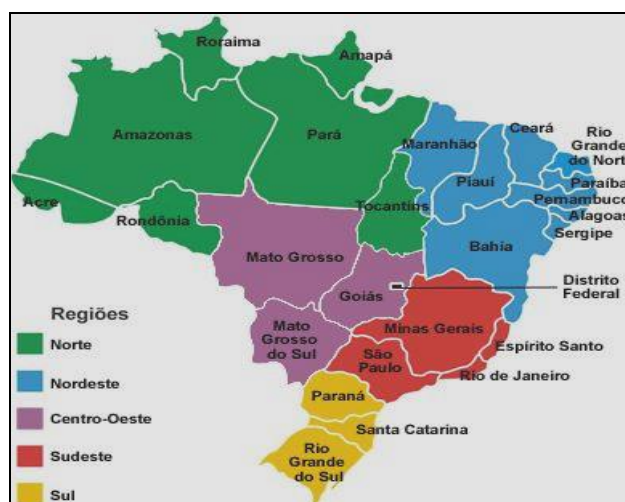 Roraima
Amapá
Amazonas
Pará
Maranhão
Ceará
Rio
Grande
do Norte
Piauí
Paraíba
Pernambuco
Acre
Rondônia
Tocantins
Alagoas
Sergipe
Bahia
Mato Grosso
Goiás
Distrito
Federal
Mato
Grosso
do Sul
Minas Gerais
Espírito Santo
São
Paulo
Rio de Janeiro
Paraná
Santa Catarina
Rio
Grande
do Sul
Regiões
Norte
Nordeste
Centro-Oeste
Sudeste
Sul